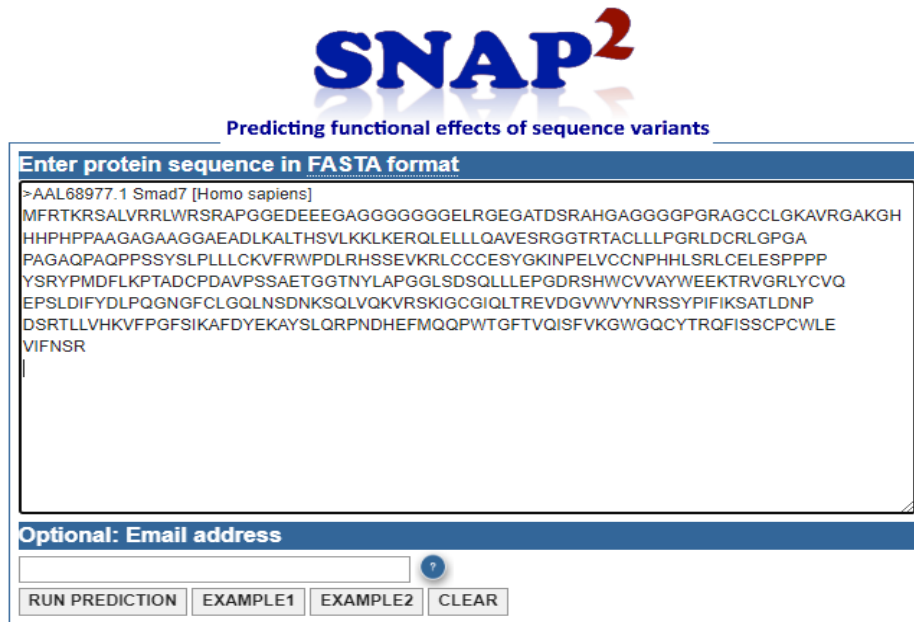 SNAP²
Predicting functional effects of sequence variants
Enter protein sequence in FASTA format
>AAL68977.1 Smad7 [Homo sapiens]
MFRTKRSALVRRLWRSRAPGGEDEEEGAGGGGGGGELRGEGATDSRAHGAGGGGPGRAGCCLGKAVRGAKGH
HHPHPPAAGAGAAGGAEADLKALTHSVLKKLKERQLELLLQAVESRGGTRTACLLLPGRLDCRLGPGA
PAGAQPAQPPSSYSLPLLLCKVFRWPDLRHSSEVKRLCCCESYGKINPELVCCNPHHLSRLCELESPPPP
YSRYPMDFLKPTADCPDAVPSSAETGGTNYLAPGGLSDSQLLLEPGDRSHWCVVAYWEEKTRVGRLYCVQ
EPSLDIFYDLPQGNGFCLGQLNSDNKSQLVQKVRSKIGCGIQLTREVDGVWVYNRSSYPIFIKSATLDNP
DSRTLLVHKVFPGFSIKAFDYEKAYSLQRPNDHEFMQQPWTGFTVQISFVKGWGQCYTRQFISSCPCWLE
VIFNSR
Optional: Email address
?
RUN PREDICTION EXAMPLE1 EXAMPLE2 CLEAR